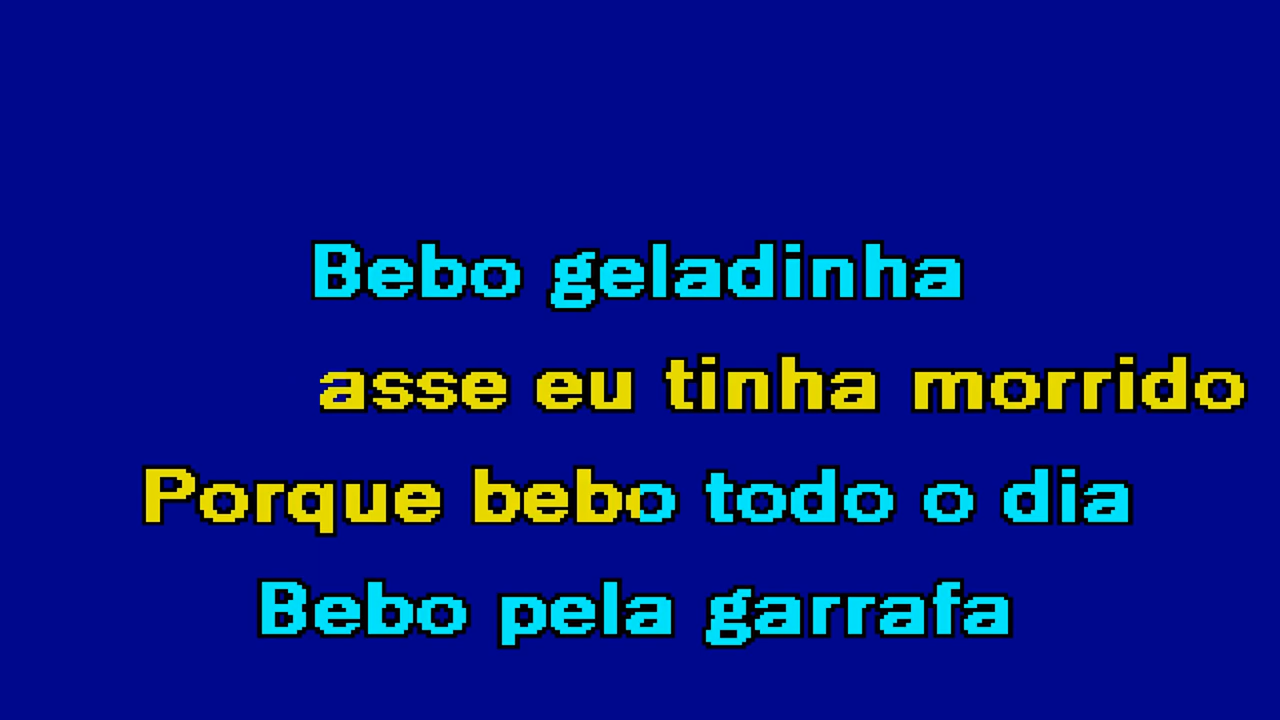 Bebo geladinha
asse eu tinha morrido
Porque bebo todo o dia
Bebo pela garrafa